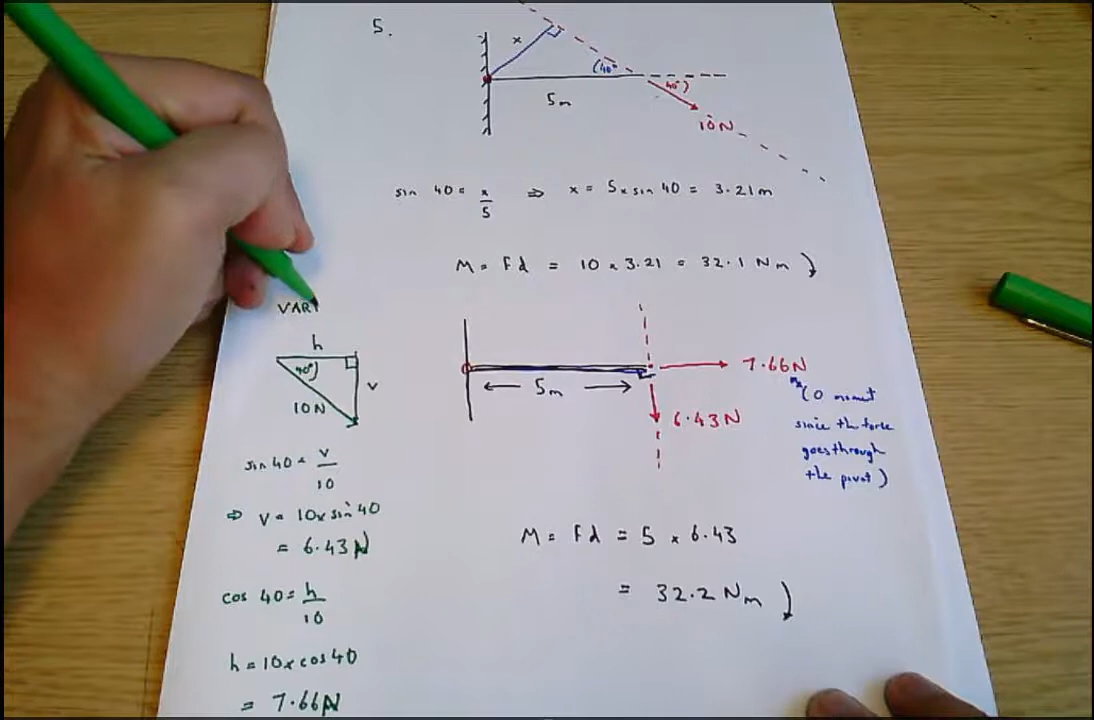 5.
x
(40°
40°)
5m
10N
sin 40 = x/5 ⇒ x = 5 x sin 40 = 3.21m
M = Fd = 10 x 3.21 = 32.1 Nm
VAR
h
40°
v
10N
7.66N
5m
6.43N
(0 moment
since the force
goes through
the pivot)
sin 40 = v/10
⇒ v = 10x sin 40
= 6.43N
cos 40 = h/10
h = 10 x cos 40
= 7.66N
M = Fd = 5 x 6.43
= 32.2 Nm